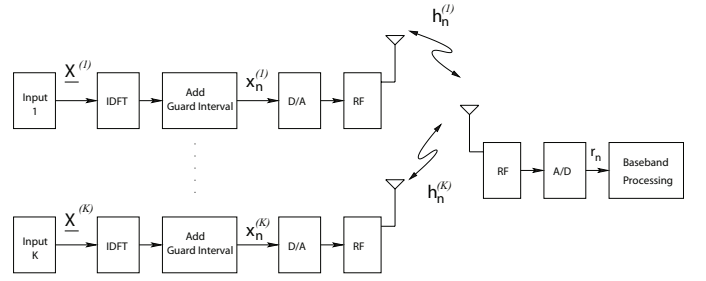 h_n^(1)
X^(1)
x_n^(1)
Input
1
IDFT
Add
Guard Interval
D/A
RF
r_n
RF
A/D
Baseband
Processing
h_n^(K)
X^(K)
x_n^(K)
Input
K
IDFT
Add
Guard Interval
D/A
RF